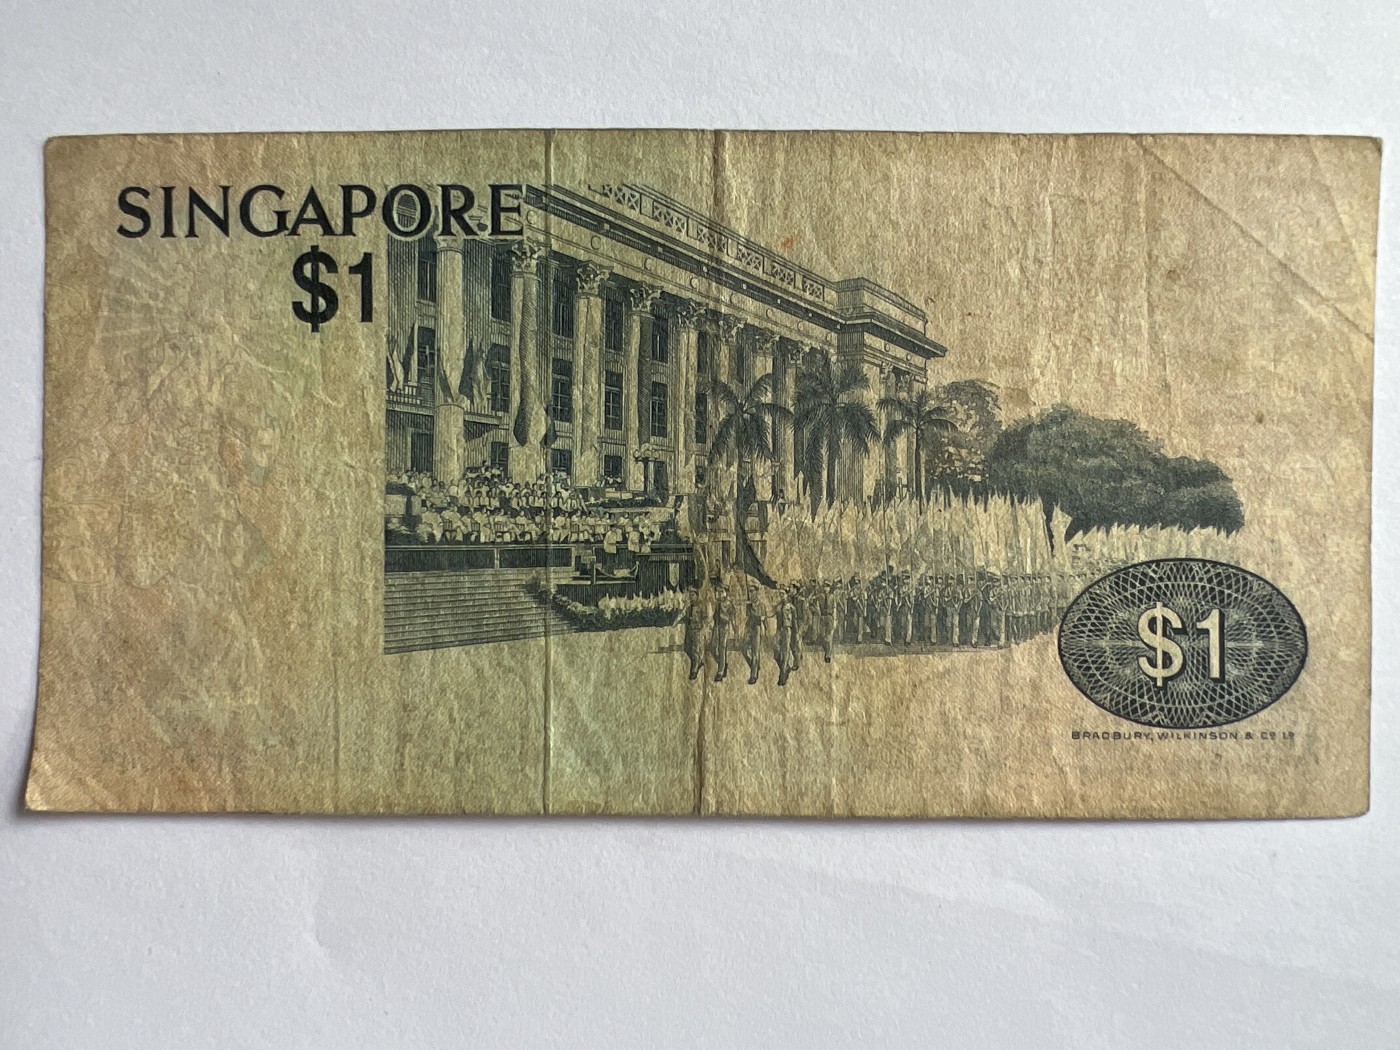 SINGAPORE
$1
$1
BRADBURY, WILKINSON & Cº Lᴰ